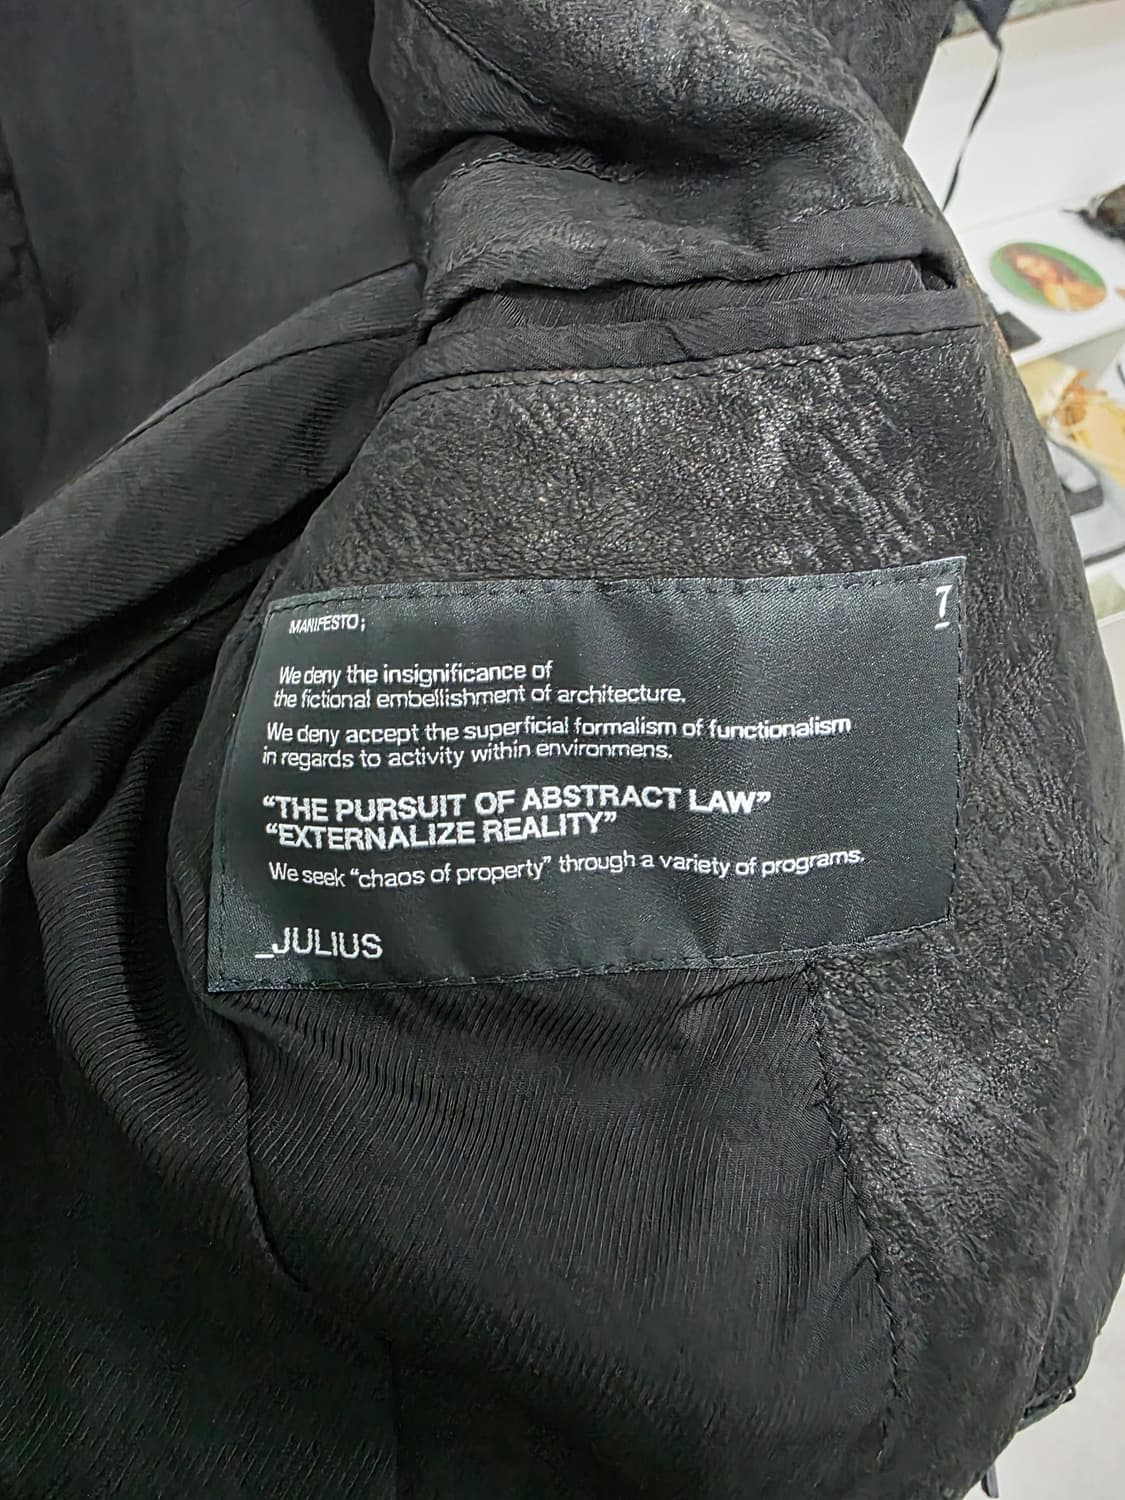 7
MANIFESTO;
We deny the insignificance of
the fictional embellishment of architecture.
We deny accept the superficial formalism of functionalism
in regards to activity within environmens.
“THE PURSUIT OF ABSTRACT LAW”
“EXTERNALIZE REALITY”
We seek “chaos of property” through a variety of programs.
_JULIUS